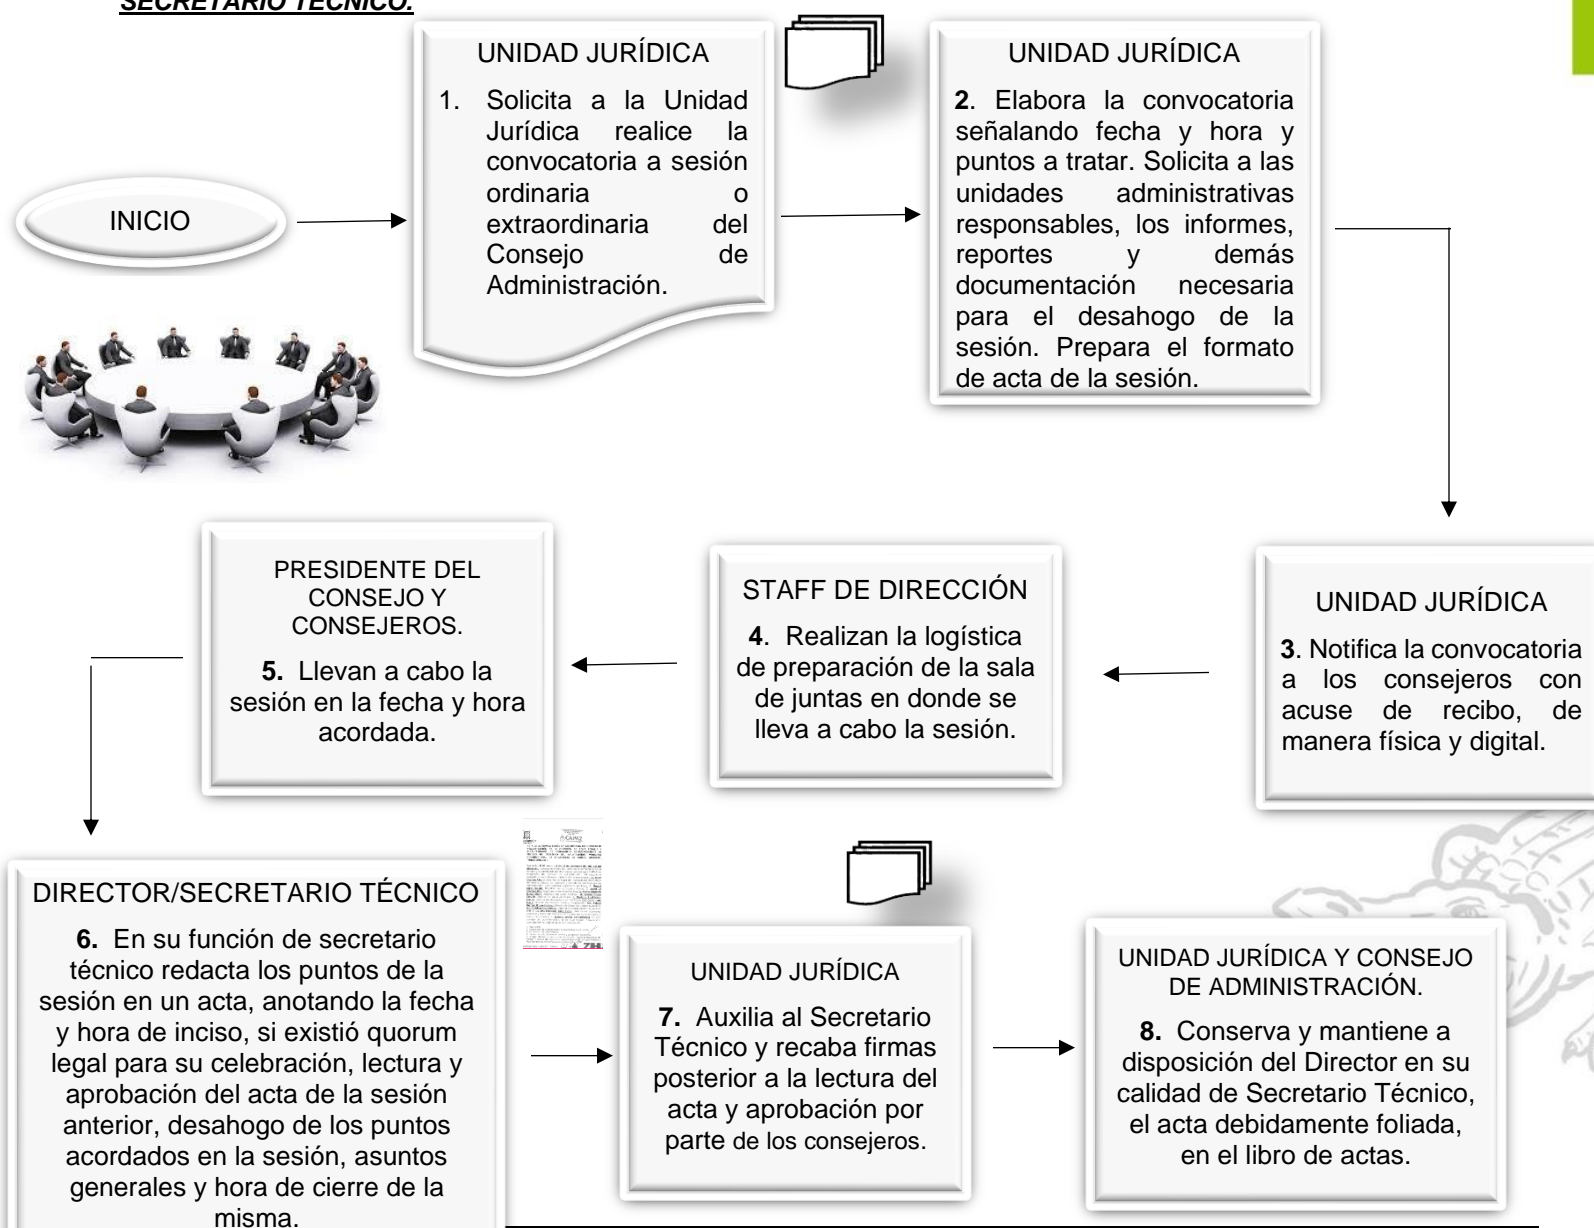 SECRETARIO TÉCNICO.
INICIO
UNIDAD JURÍDICA
1. Solicita a la Unidad
Jurídica realice la
convocatoria a sesión
ordinaria o
extraordinaria del
Consejo de
Administración.
UNIDAD JURÍDICA
2. Elabora la convocatoria
señalando fecha y hora y
puntos a tratar. Solicita a las
unidades administrativas
responsables, los informes,
reportes y demás
documentación necesaria
para el desahogo de la
sesión. Prepara el formato
de acta de la sesión.
UNIDAD JURÍDICA
3. Notifica la convocatoria
a los consejeros con
acuse de recibo, de
manera física y digital.
STAFF DE DIRECCIÓN
4. Realizan la logística
de preparación de la sala
de juntas en donde se
lleva a cabo la sesión.
PRESIDENTE DEL
CONSEJO Y
CONSEJEROS.
5. Llevan a cabo la
sesión en la fecha y hora
acordada.
DIRECTOR/SECRETARIO TÉCNICO
6. En su función de secretario
técnico redacta los puntos de la
sesión en un acta, anotando la fecha
y hora de inciso, si existió quorum
legal para su celebración, lectura y
aprobación del acta de la sesión
anterior, desahogo de los puntos
acordados en la sesión, asuntos
generales y hora de cierre de la
misma.
UNIDAD JURÍDICA
7. Auxilia al Secretario
Técnico y recaba firmas
posterior a la lectura del
acta y aprobación por
parte de los consejeros.
UNIDAD JURÍDICA Y CONSEJO
DE ADMINISTRACIÓN.
8. Conserva y mantiene a
disposición del Director en su
calidad de Secretario Técnico,
el acta debidamente foliada,
en el libro de actas.